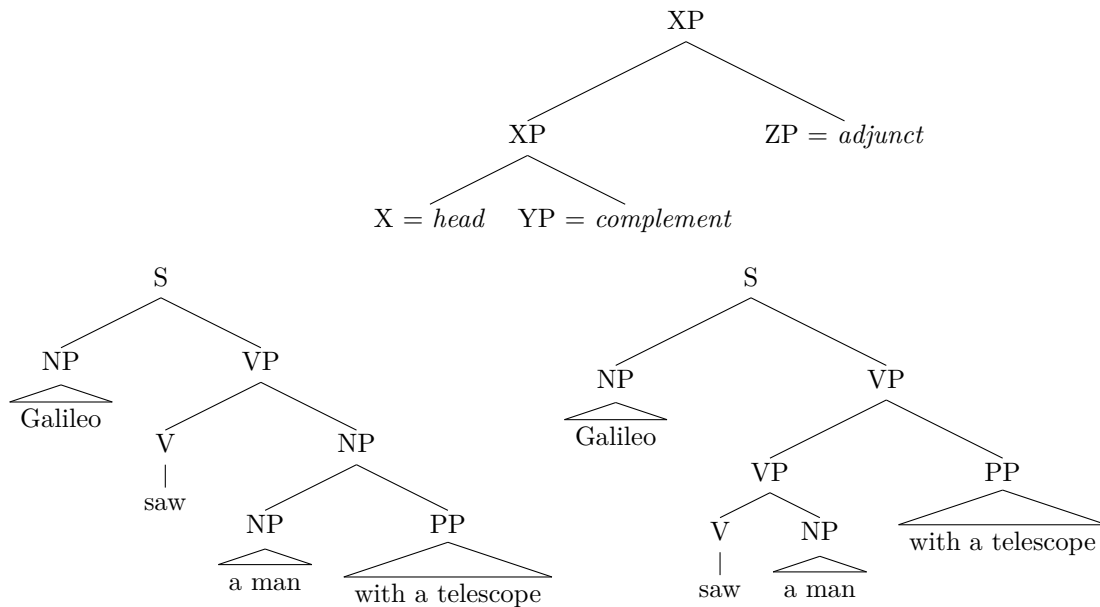 XP
XP ZP = adjunct
X = head YP = complement
S
NP VP
Galileo
V NP
saw
NP PP
a man with a telescope
S
NP VP
Galileo
VP PP
V NP with a telescope
saw a man